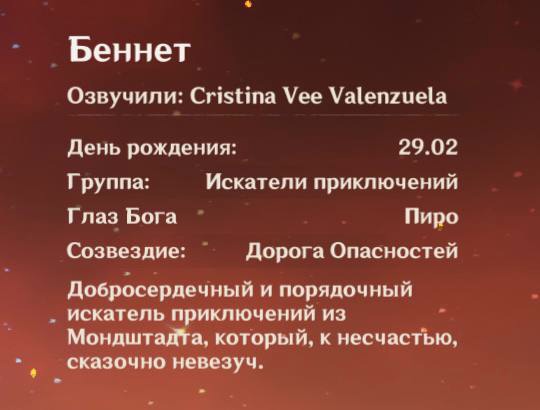 Беннет
Озвучили: Cristina Vee Valenzuela
День рождения: 29.02
Группа: Искатели приключений
Глаз Бога Пиро
Созвездие: Дорога Опасностей
Добросердечный и порядочный
искатель приключений из
Мондштадта, который, к несчастью,
сказочно невезуч.